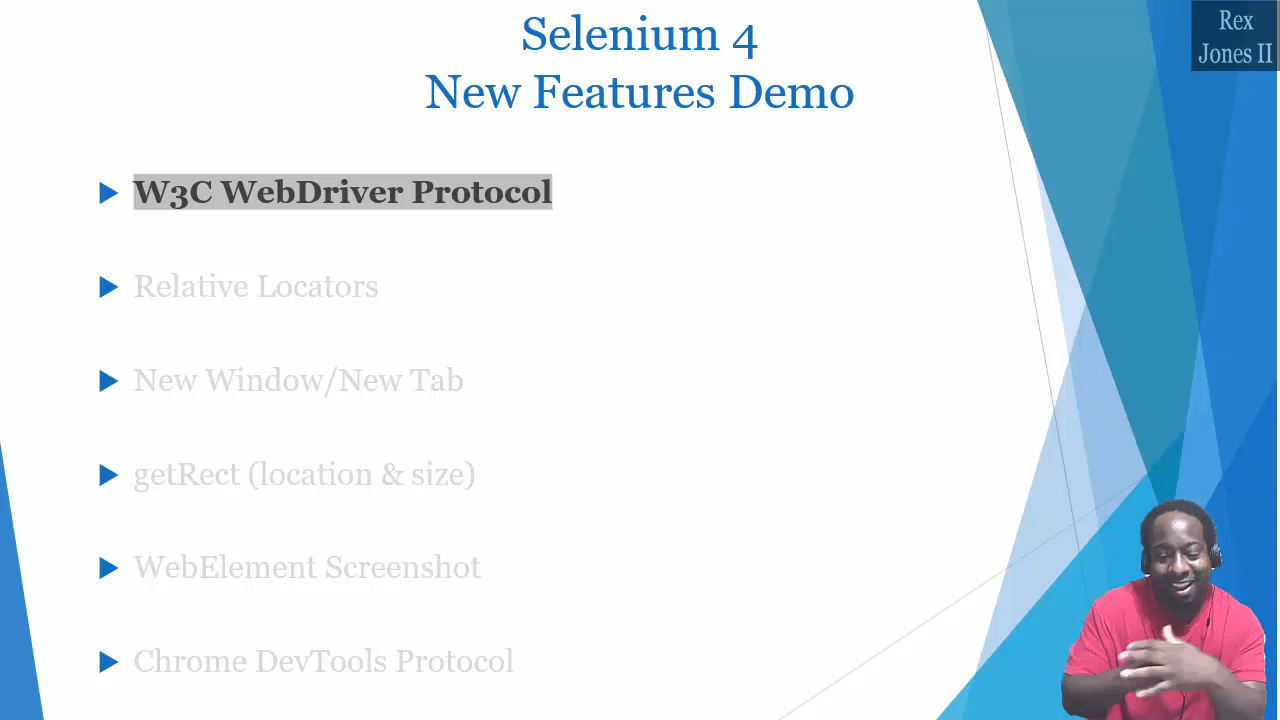 Selenium 4
New Features Demo
Rex
Jones II
W3C WebDriver Protocol
Relative Locators
New Window/New Tab
getRect (location & size)
WebElement Screenshot
Chrome DevTools Protocol